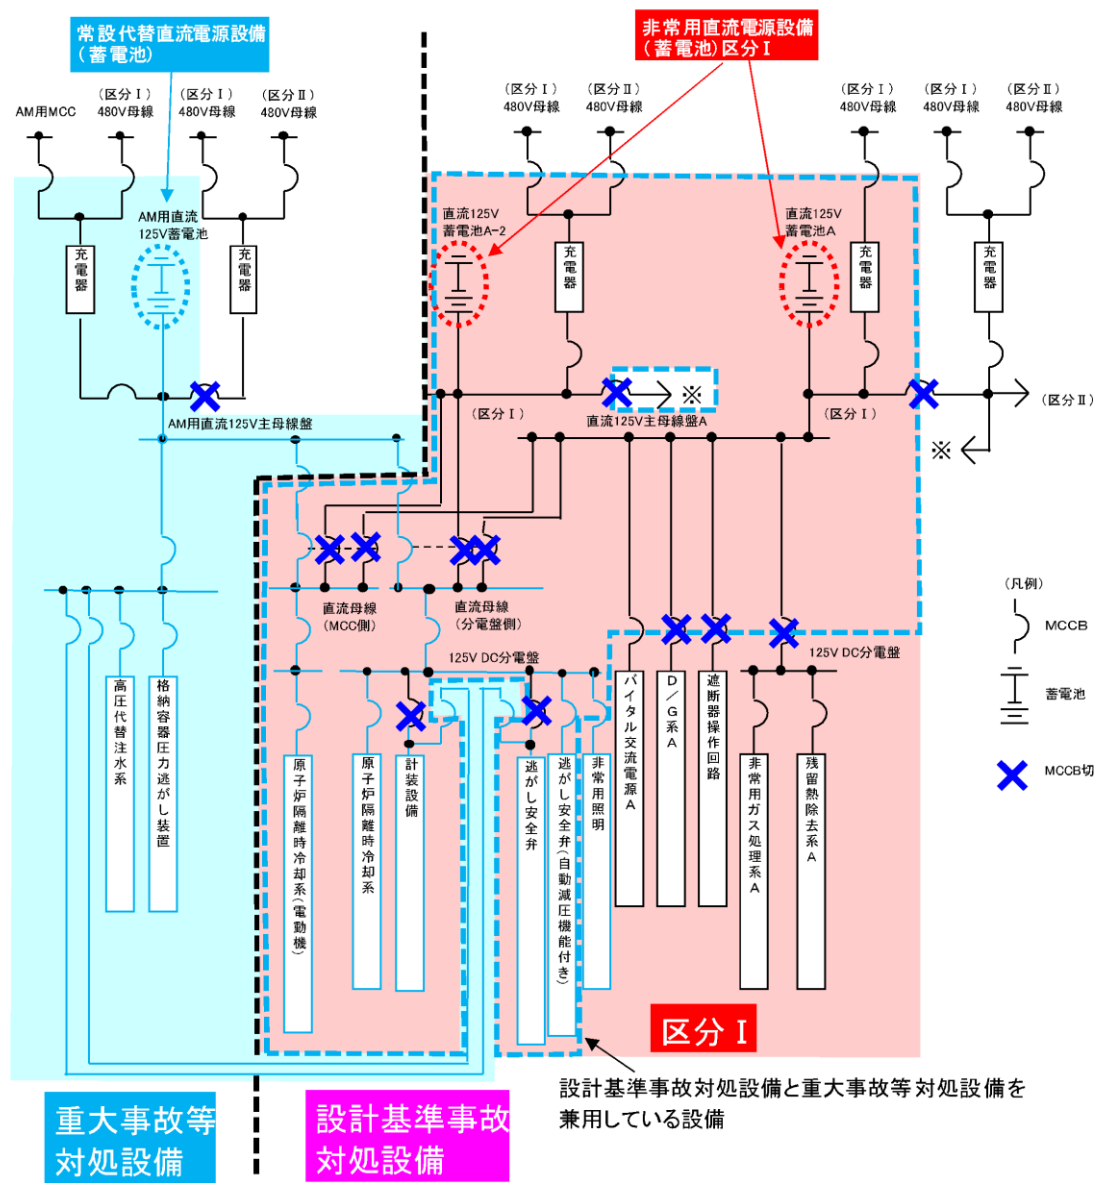 常設代替直流電源設備
(蓄電池)
非常用直流電源設備
(蓄電池)区分Ⅰ
AM用MCC
(区分Ⅰ)
480V母線
(区分Ⅰ)
480V母線
(区分Ⅱ)
480V母線
(区分Ⅰ)
480V母線
(区分Ⅱ)
480V母線
(区分Ⅰ)
480V母線
(区分Ⅰ)
480V母線
(区分Ⅱ)
480V母線
充電器
AM用直流
125V蓄電池
充電器
直流125V
蓄電池A-2
充電器
直流125V
蓄電池A
充電器
充電器
AM用直流125V主母線盤
(区分Ⅰ)
※
直流125V主母線盤A
(区分Ⅰ)
(区分Ⅱ)
※
直流母線
(MCC側)
直流母線
(分電盤側)
125V DC分電盤
125V DC分電盤
(凡例)
MCCB
蓄電池
MCCB切
高圧代替注水系
格納容器圧力逃がし装置
原子炉隔離時冷却系(電動機)
原子炉隔離時冷却系
計装設備
逃がし安全弁
逃がし安全弁(自動減圧機能付き)
非常用照明
バイタル交流電源A
D/G系A
遮断器操作回路
非常用ガス処理系A
残留熱除去系A
区分Ⅰ
設計基準事故対処設備と重大事故等対処設備を
兼用している設備
重大事故等
対処設備
設計基準事故
対処設備